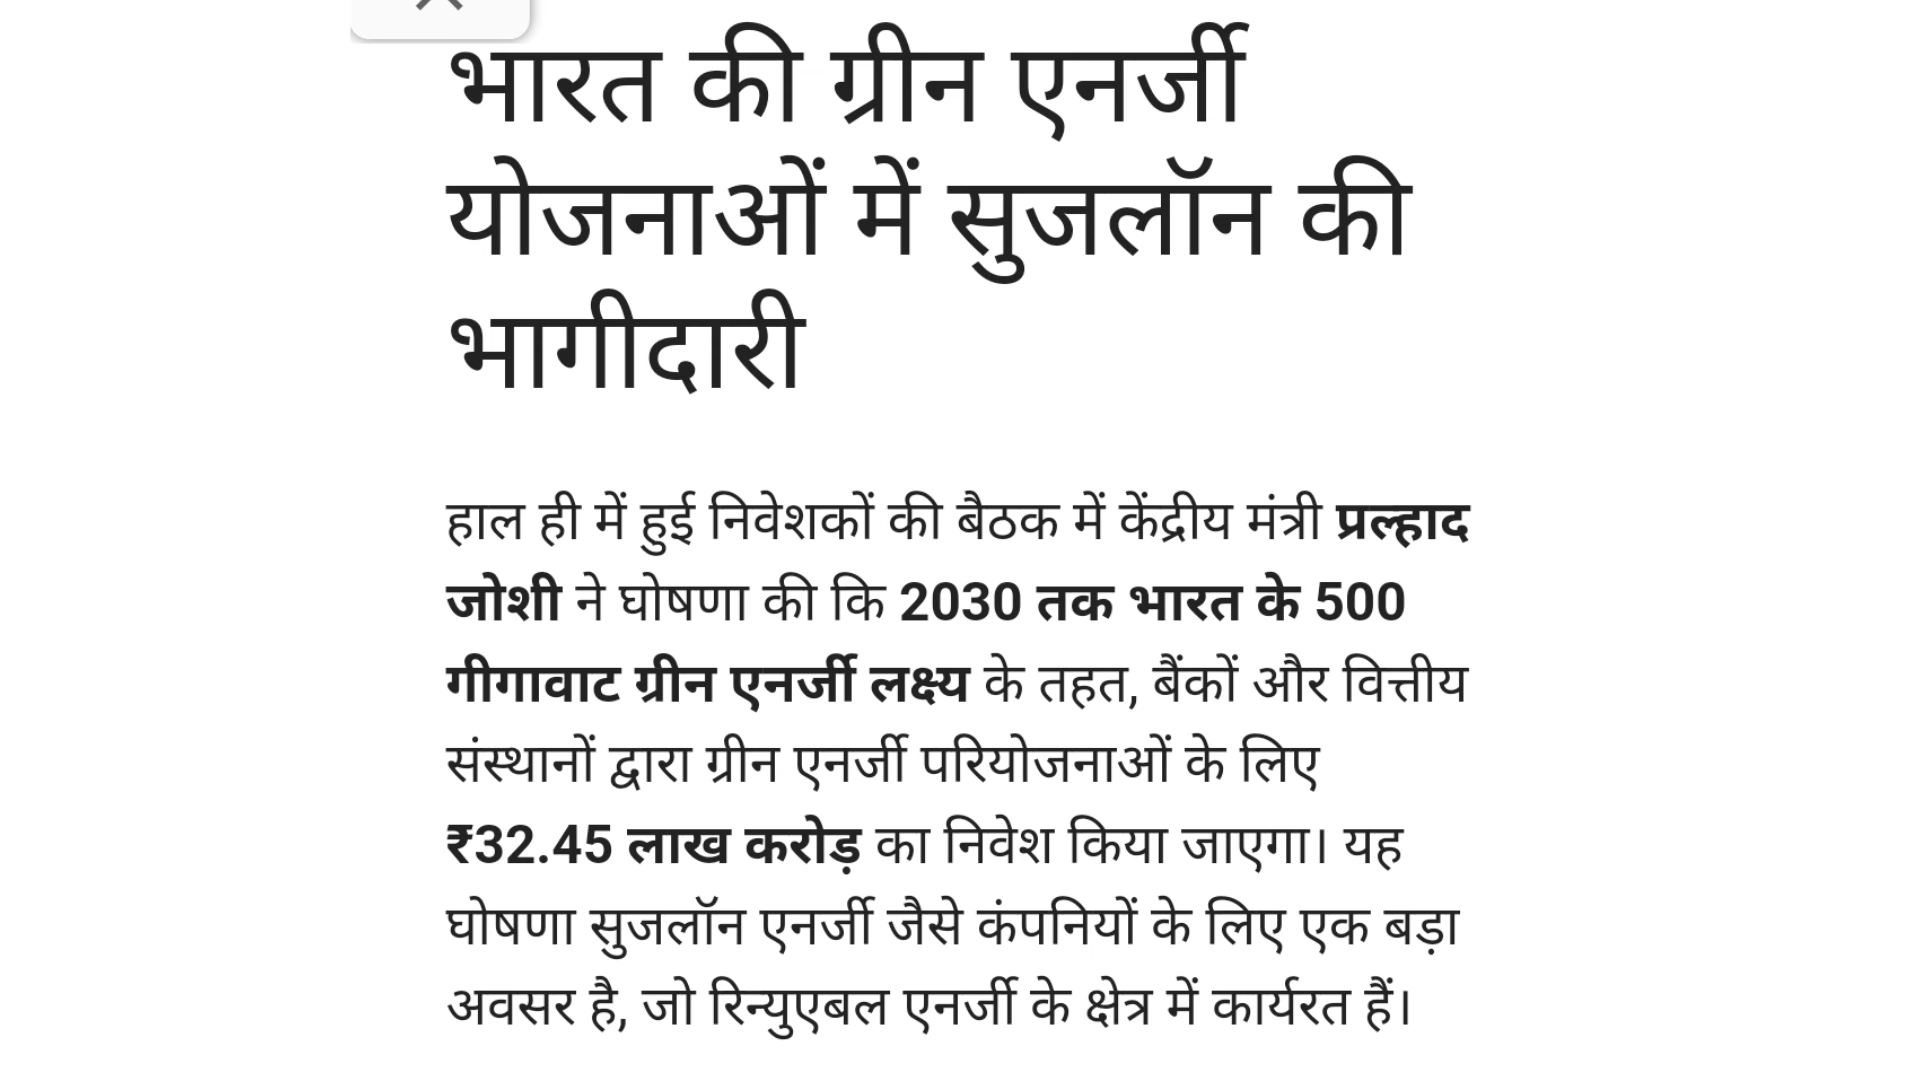 भारत की ग्रीन एनर्जी
योजनाओं में सुजलॉन की
भागीदारी
हाल ही में हुई निवेशकों की बैठक में केंद्रीय मंत्री प्रल्हाद
जोशी ने घोषणा की कि 2030 तक भारत के 500
गीगावाट ग्रीन एनर्जी लक्ष्य के तहत, बैंकों और वित्तीय
संस्थानों द्वारा ग्रीन एनर्जी परियोजनाओं के लिए
₹32.45 लाख करोड़ का निवेश किया जाएगा। यह
घोषणा सुजलॉन एनर्जी जैसे कंपनियों के लिए एक बड़ा
अवसर है, जो रिन्युएबल एनर्जी के क्षेत्र में कार्यरत हैं।